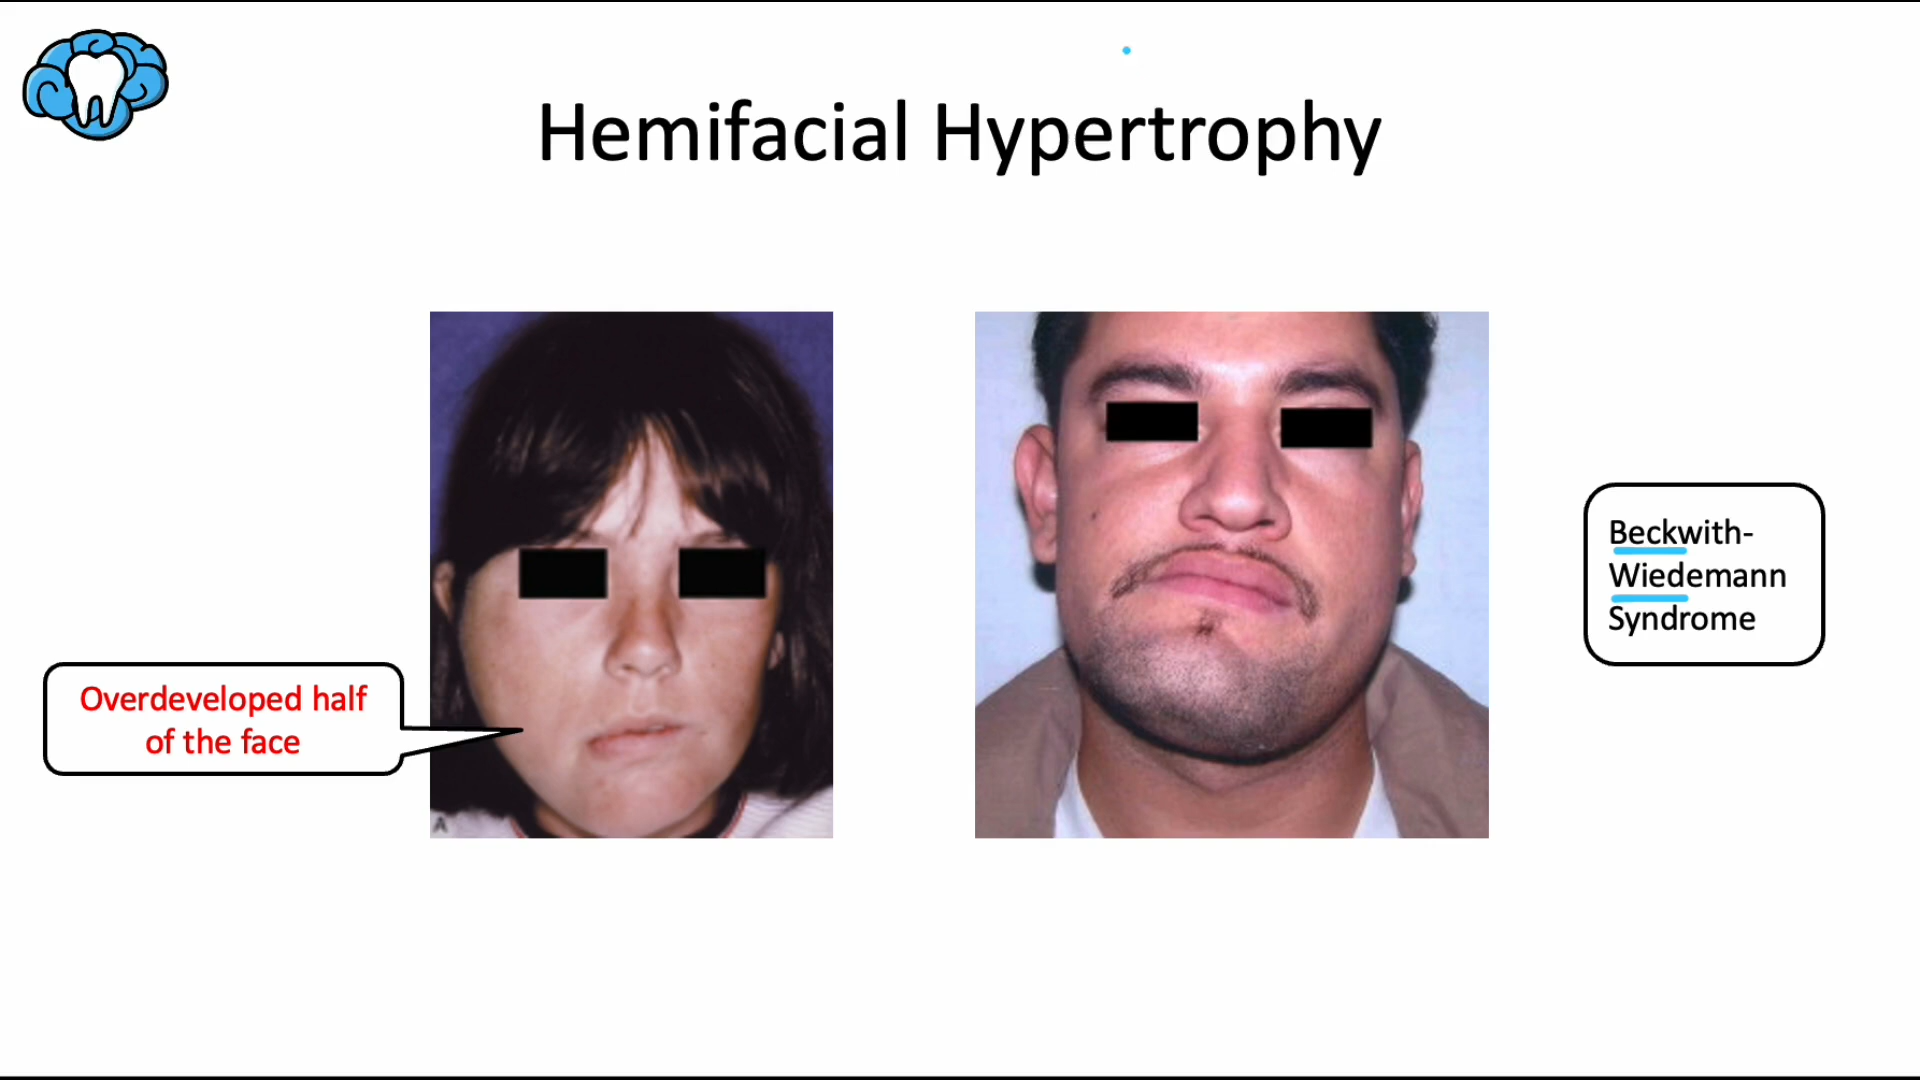 Hemifacial Hypertrophy
Overdeveloped half
of the face
A
Beckwith-
Wiedemann
Syndrome